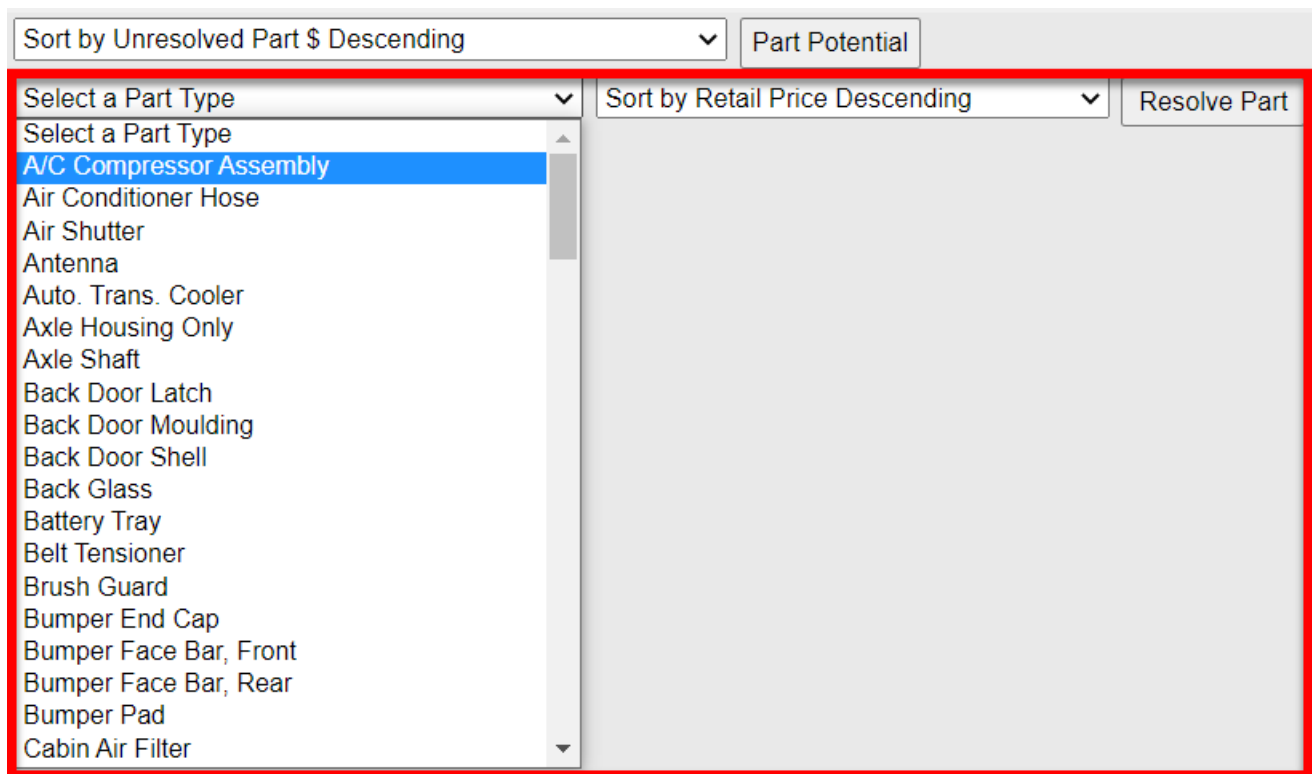 Sort by Unresolved Part $ Descending Part Potential
Select a Part Type Sort by Retail Price Descending Resolve Part
Select a Part Type
A/C Compressor Assembly
Air Conditioner Hose
Air Shutter
Antenna
Auto. Trans. Cooler
Axle Housing Only
Axle Shaft
Back Door Latch
Back Door Moulding
Back Door Shell
Back Glass
Battery Tray
Belt Tensioner
Brush Guard
Bumper End Cap
Bumper Face Bar, Front
Bumper Face Bar, Rear
Bumper Pad
Cabin Air Filter